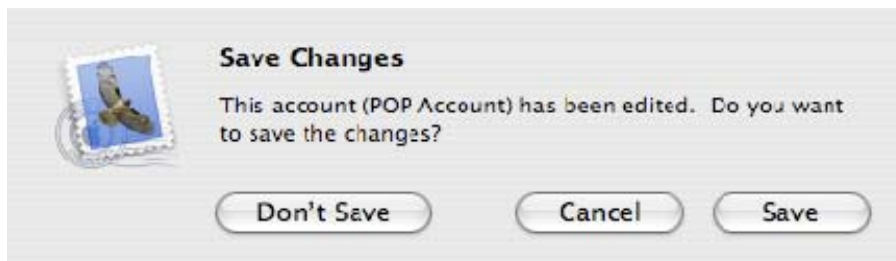 Save Changes
This account (POP Account) has been edited.  Do you want
to save the changes?
Don't Save
Cancel
Save